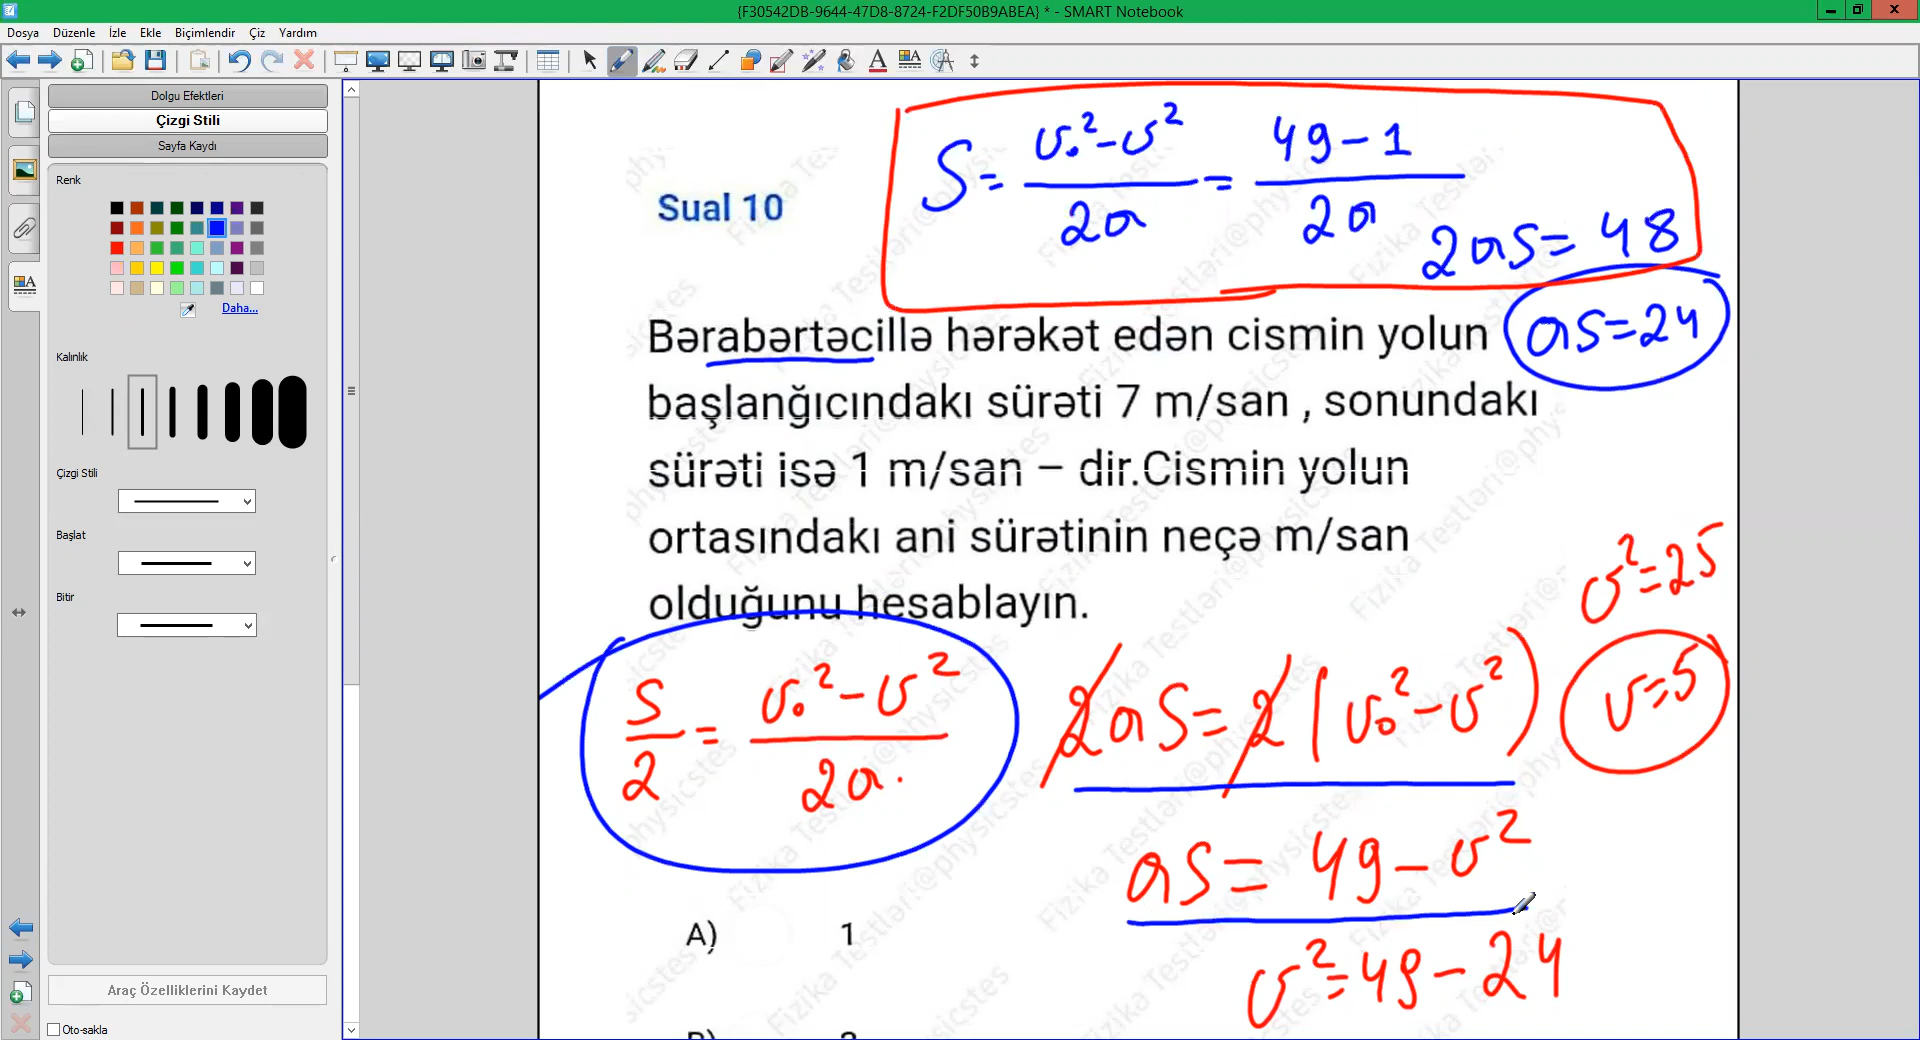 {F30542DB-9644-47D8-8724-F2DF50B9ABEA} * - SMART Notebook
Dosya Düzenle İzle Ekle Biçimlendir Çiz Yardım
Dolgu Efektleri
Çizgi Stili
Sayfa Kaydı
Renk
Daha...
Kalınlık
Çizgi Stili
Başlat
Bitir
Araç Özelliklerini Kaydet
Oto-sakla
S = (υ₀² - υ²)/2a = (49 - 1)/2a
2as = 48
Sual 10
as = 24
Bərabərtəcillə hərəkət edən cismin yolun
başlanğıcındakı sürəti 7 m/san , sonundakı
sürəti isə 1 m/san – dir.Cismin yolun
ortasındakı ani sürətinin neçə m/san
olduğunu hesablayın.
υ² = 25
υ = 5
S/2 = (υ₀² - υ²)/2a.
2aS = 2(υ₀² - υ²)
as = 49 - υ²
υ² = 49 - 24
A) 1
Fizika Testləri@physicstes